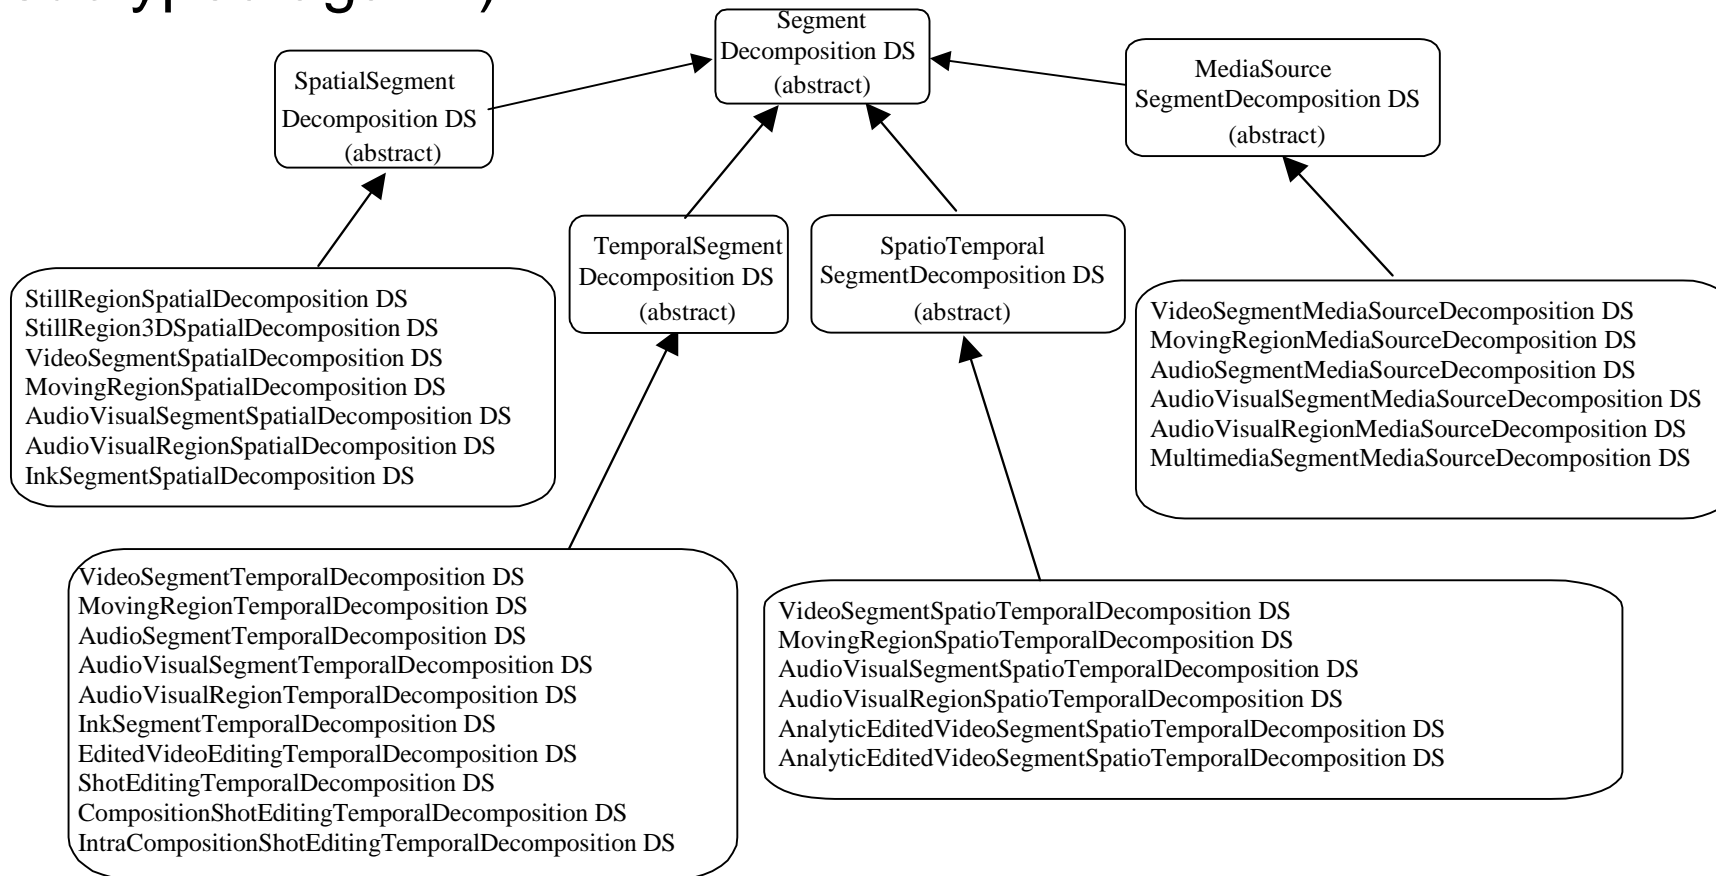 Segment
Decomposition DS
(abstract)
SpatialSegment
Decomposition DS
(abstract)
MediaSource
SegmentDecomposition DS
(abstract)
TemporalSegment
Decomposition DS
(abstract)
SpatioTemporal
SegmentDecomposition DS
(abstract)
StillRegionSpatialDecomposition DS
StillRegion3DSpatialDecomposition DS
VideoSegmentSpatialDecomposition DS
MovingRegionSpatialDecomposition DS
AudioVisualSegmentSpatialDecomposition DS
AudioVisualRegionSpatialDecomposition DS
InkSegmentSpatialDecomposition DS
VideoSegmentMediaSourceDecomposition DS
MovingRegionMediaSourceDecomposition DS
AudioSegmentMediaSourceDecomposition DS
AudioVisualSegmentMediaSourceDecomposition DS
AudioVisualRegionMediaSourceDecomposition DS
MultimediaSegmentMediaSourceDecomposition DS
VideoSegmentTemporalDecomposition DS
MovingRegionTemporalDecomposition DS
AudioSegmentTemporalDecomposition DS
AudioVisualSegmentTemporalDecomposition DS
AudioVisualRegionTemporalDecomposition DS
InkSegmentTemporalDecomposition DS
EditedVideoEditingTemporalDecomposition DS
ShotEditingTemporalDecomposition DS
CompositionShotEditingTemporalDecomposition DS
IntraCompositionShotEditingTemporalDecomposition DS
VideoSegmentSpatioTemporalDecomposition DS
MovingRegionSpatioTemporalDecomposition DS
AudioVisualSegmentSpatioTemporalDecomposition DS
AudioVisualRegionSpatioTemporalDecomposition DS
AnalyticEditedVideoSegmentSpatioTemporalDecomposition DS
AnalyticEditedVideoSegmentSpatioTemporalDecomposition DS